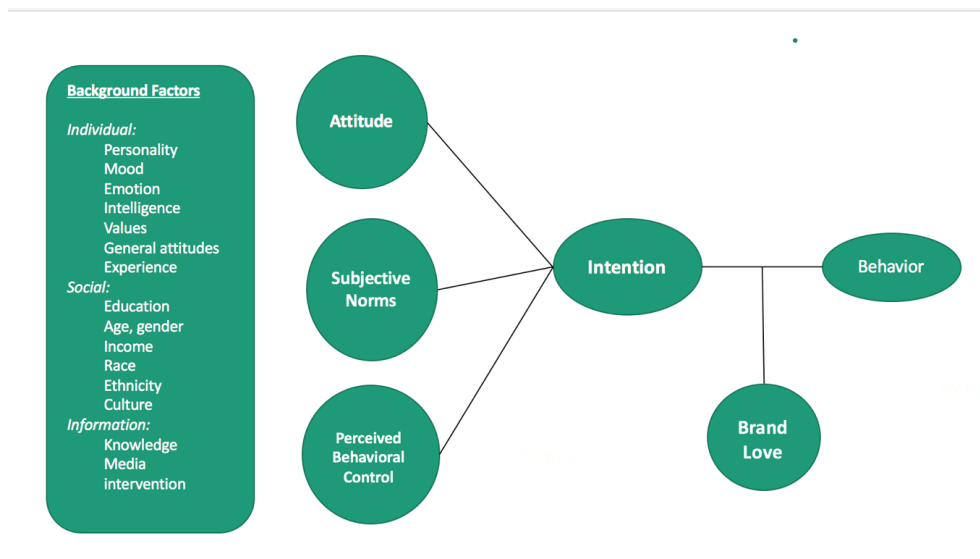 Background Factors
Individual:
Personality
Mood
Emotion
Intelligence
Values
General attitudes
Experience
Social:
Education
Age, gender
Income
Race
Ethnicity
Culture
Information:
Knowledge
Media
intervention
Attitude
Subjective
Norms
Perceived
Behavioral
Control
Intention
Behavior
Brand
Love